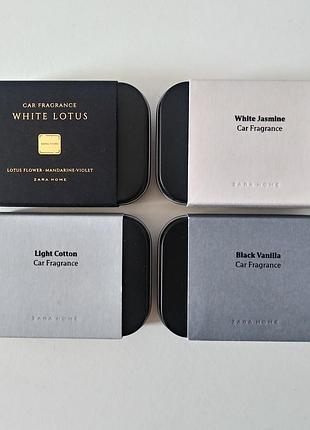 CAR FRAGRANCE
WHITE LOTUS
LOTUS FLOWER · MANDARINE · VIOLET
ZARA HOME
White Jasmine
Car Fragrance
ZARA HOME
Light Cotton
Car Fragrance
ZARA HOME
Black Vanilla
Car Fragrance
ZARA HOME